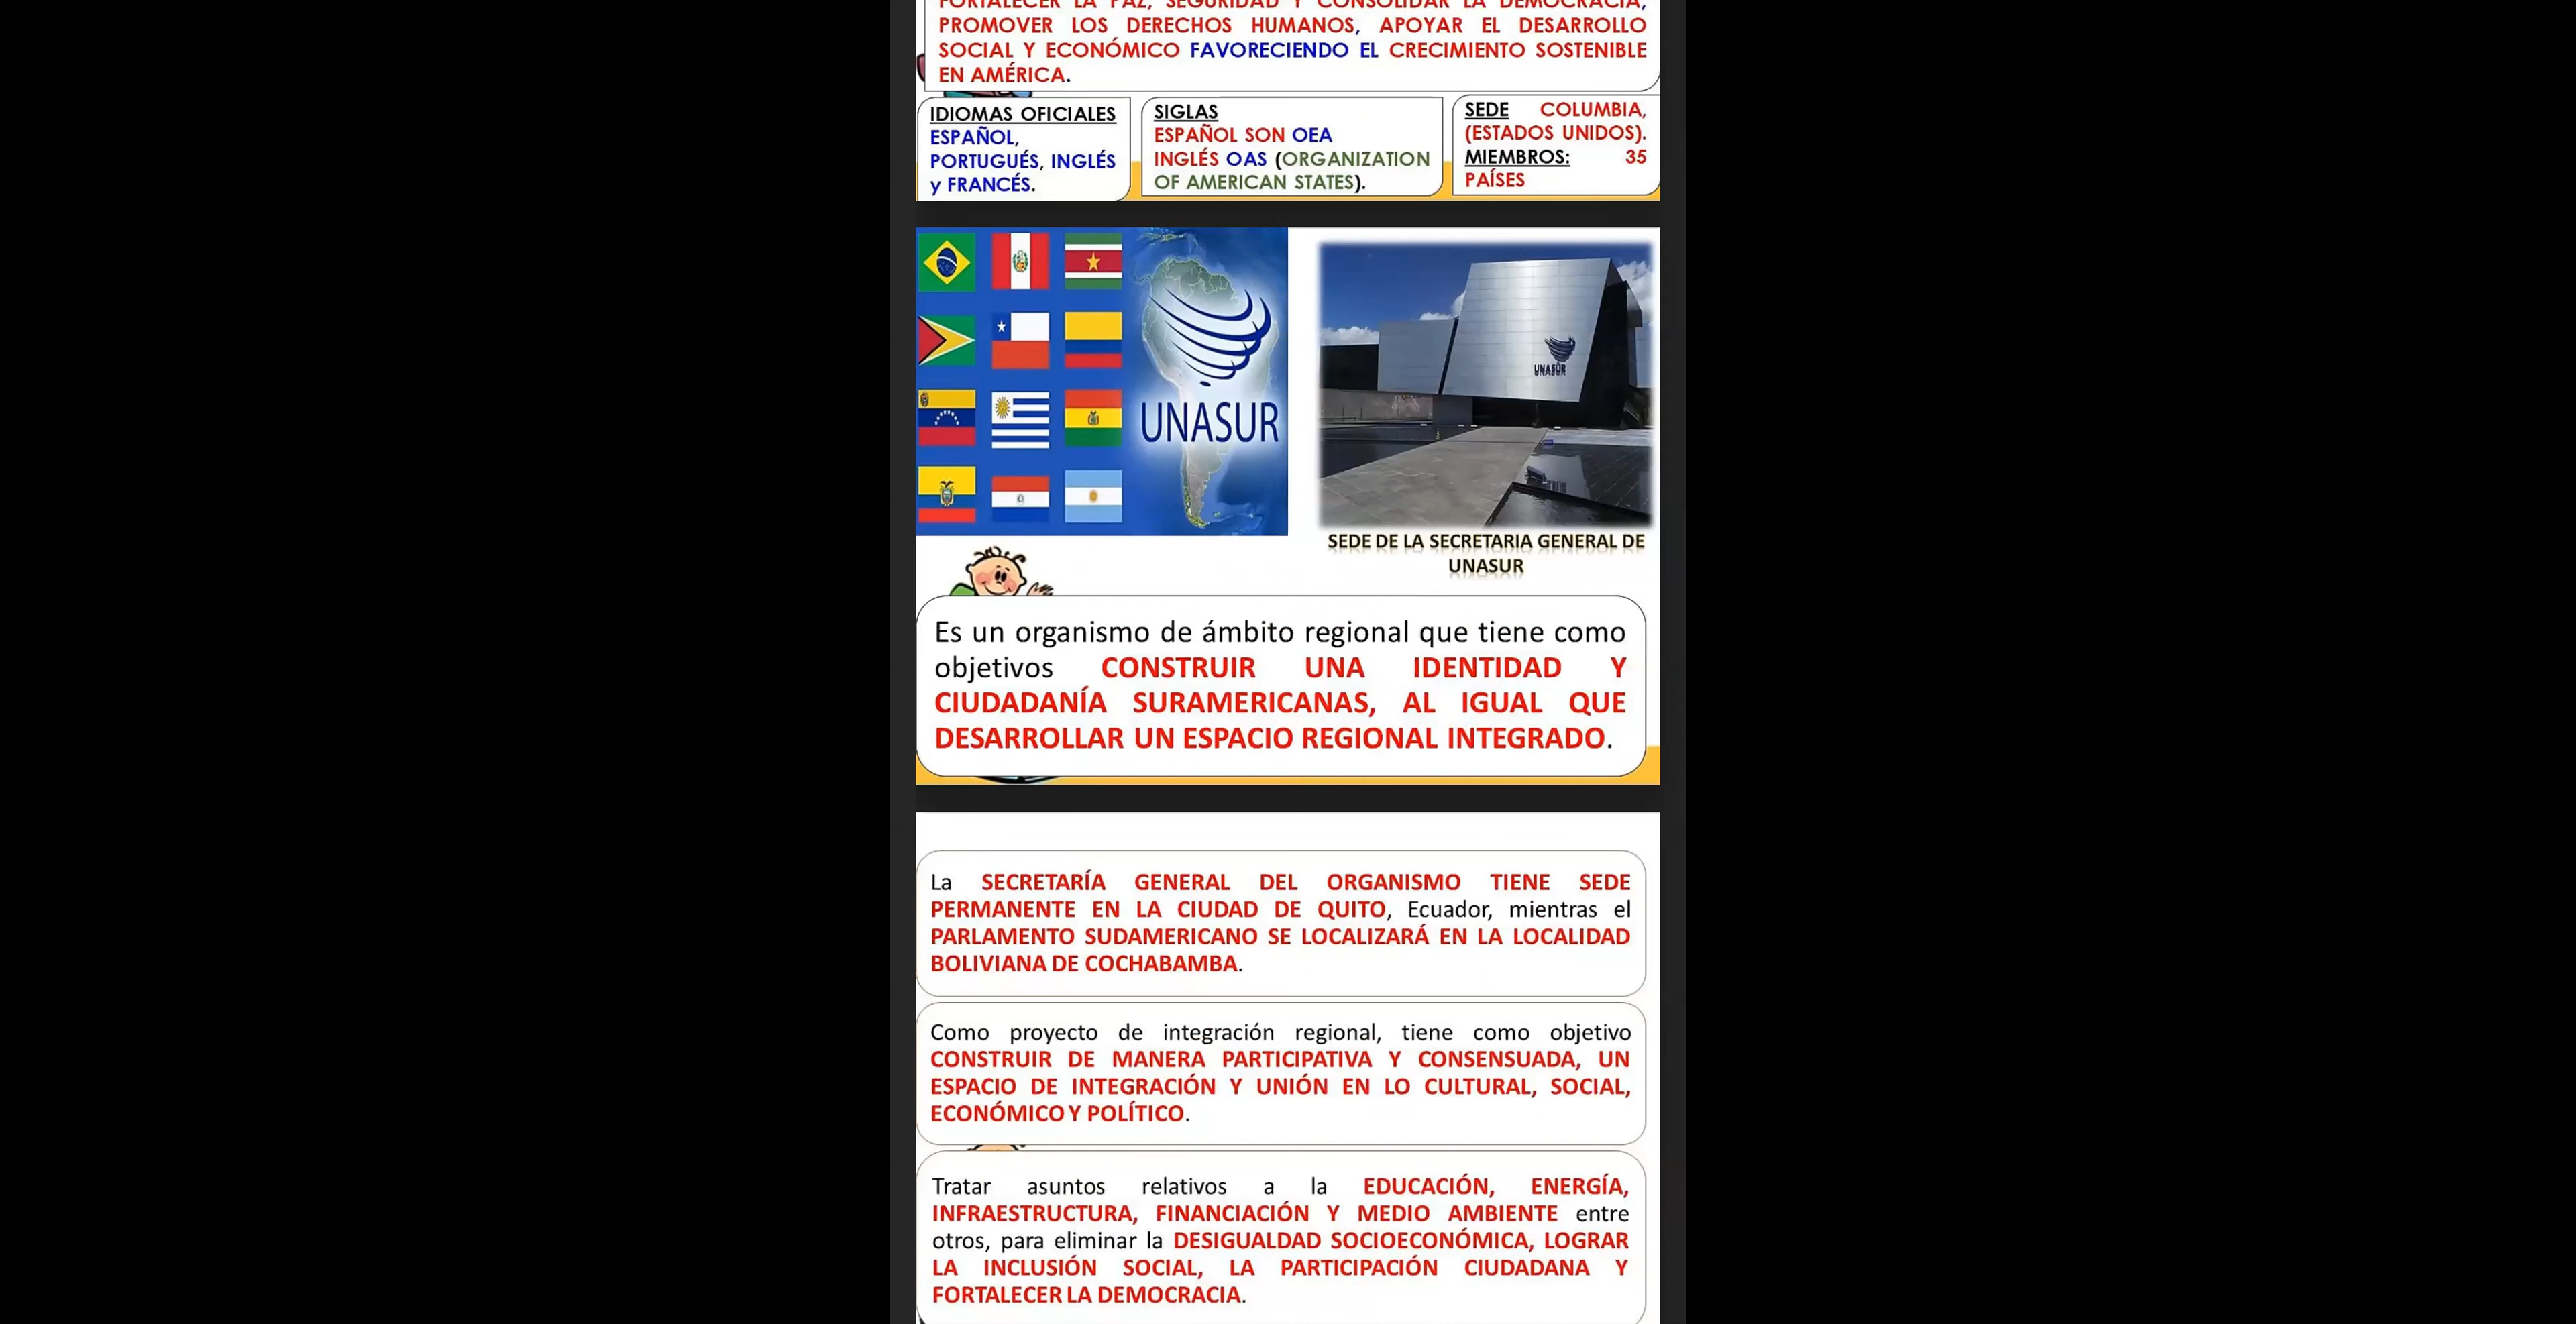 FORTALECER LA PAZ, SEGURIDAD Y CONSOLIDAR LA DEMOCRACIA,
PROMOVER LOS DERECHOS HUMANOS, APOYAR EL DESARROLLO
SOCIAL Y ECONÓMICO FAVORECIENDO EL CRECIMIENTO SOSTENIBLE
EN AMÉRICA.
IDIOMAS OFICIALES
ESPAÑOL,
PORTUGUÉS, INGLÉS
y FRANCÉS.
SIGLAS
ESPAÑOL SON OEA
INGLÉS OAS (ORGANIZATION
OF AMERICAN STATES).
SEDE COLUMBIA,
(ESTADOS UNIDOS).
MIEMBROS: 35
PAÍSES
UNASUR
UNASUR
SEDE DE LA SECRETARIA GENERAL DE
UNASUR
Es un organismo de ámbito regional que tiene como
objetivos CONSTRUIR UNA IDENTIDAD Y
CIUDADANÍA SURAMERICANAS, AL IGUAL QUE
DESARROLLAR UN ESPACIO REGIONAL INTEGRADO.
La SECRETARÍA GENERAL DEL ORGANISMO TIENE SEDE
PERMANENTE EN LA CIUDAD DE QUITO, Ecuador, mientras el
PARLAMENTO SUDAMERICANO SE LOCALIZARÁ EN LA LOCALIDAD
BOLIVIANA DE COCHABAMBA.
Como proyecto de integración regional, tiene como objetivo
CONSTRUIR DE MANERA PARTICIPATIVA Y CONSENSUADA, UN
ESPACIO DE INTEGRACIÓN Y UNIÓN EN LO CULTURAL, SOCIAL,
ECONÓMICO Y POLÍTICO.
Tratar asuntos relativos a la EDUCACIÓN, ENERGÍA,
INFRAESTRUCTURA, FINANCIACIÓN Y MEDIO AMBIENTE entre
otros, para eliminar la DESIGUALDAD SOCIOECONÓMICA, LOGRAR
LA INCLUSIÓN SOCIAL, LA PARTICIPACIÓN CIUDADANA Y
FORTALECER LA DEMOCRACIA.